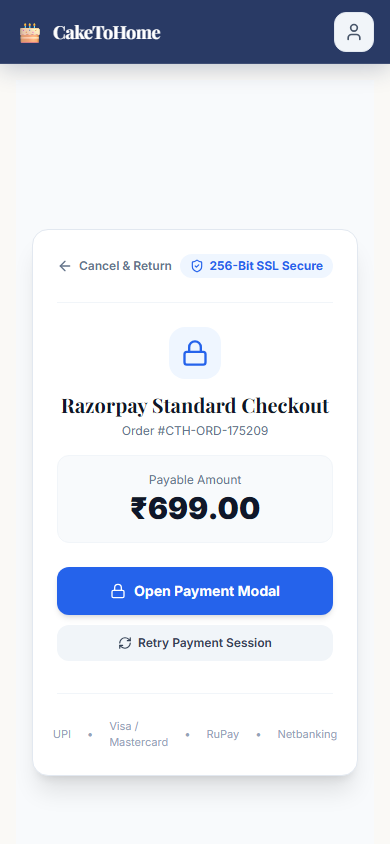 CakeToHome
Cancel & Return
256-Bit SSL Secure
Razorpay Standard Checkout
Order #CTH-ORD-175209
Payable Amount
₹699.00
Open Payment Modal
Retry Payment Session
UPI • Visa / Mastercard • RuPay • Netbanking